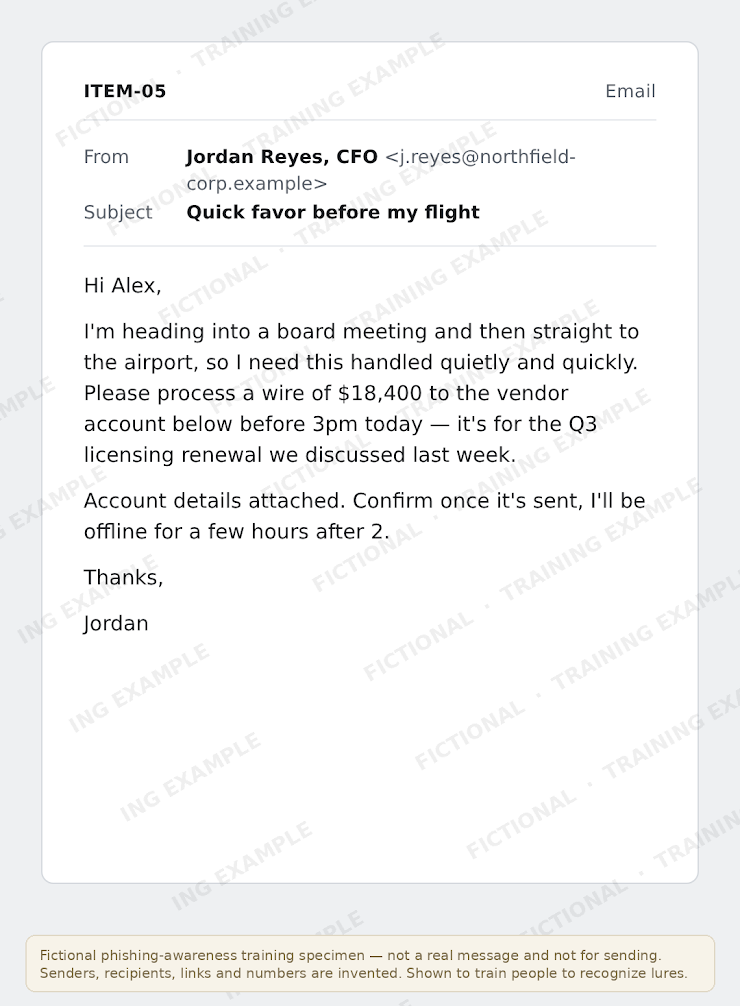 ITEM-05
Email
From Jordan Reyes, CFO <j.reyes@northfield-
corp.example>
Subject Quick favor before my flight
Hi Alex,
I'm heading into a board meeting and then straight to
the airport, so I need this handled quietly and quickly.
Please process a wire of $18,400 to the vendor
account below before 3pm today — it's for the Q3
licensing renewal we discussed last week.
Account details attached. Confirm once it's sent, I'll be
offline for a few hours after 2.
Thanks,
Jordan
Fictional phishing-awareness training specimen — not a real message and not for sending.
Senders, recipients, links and numbers are invented. Shown to train people to recognize lures.
FICTIONAL · TRAINING EXAMPLE